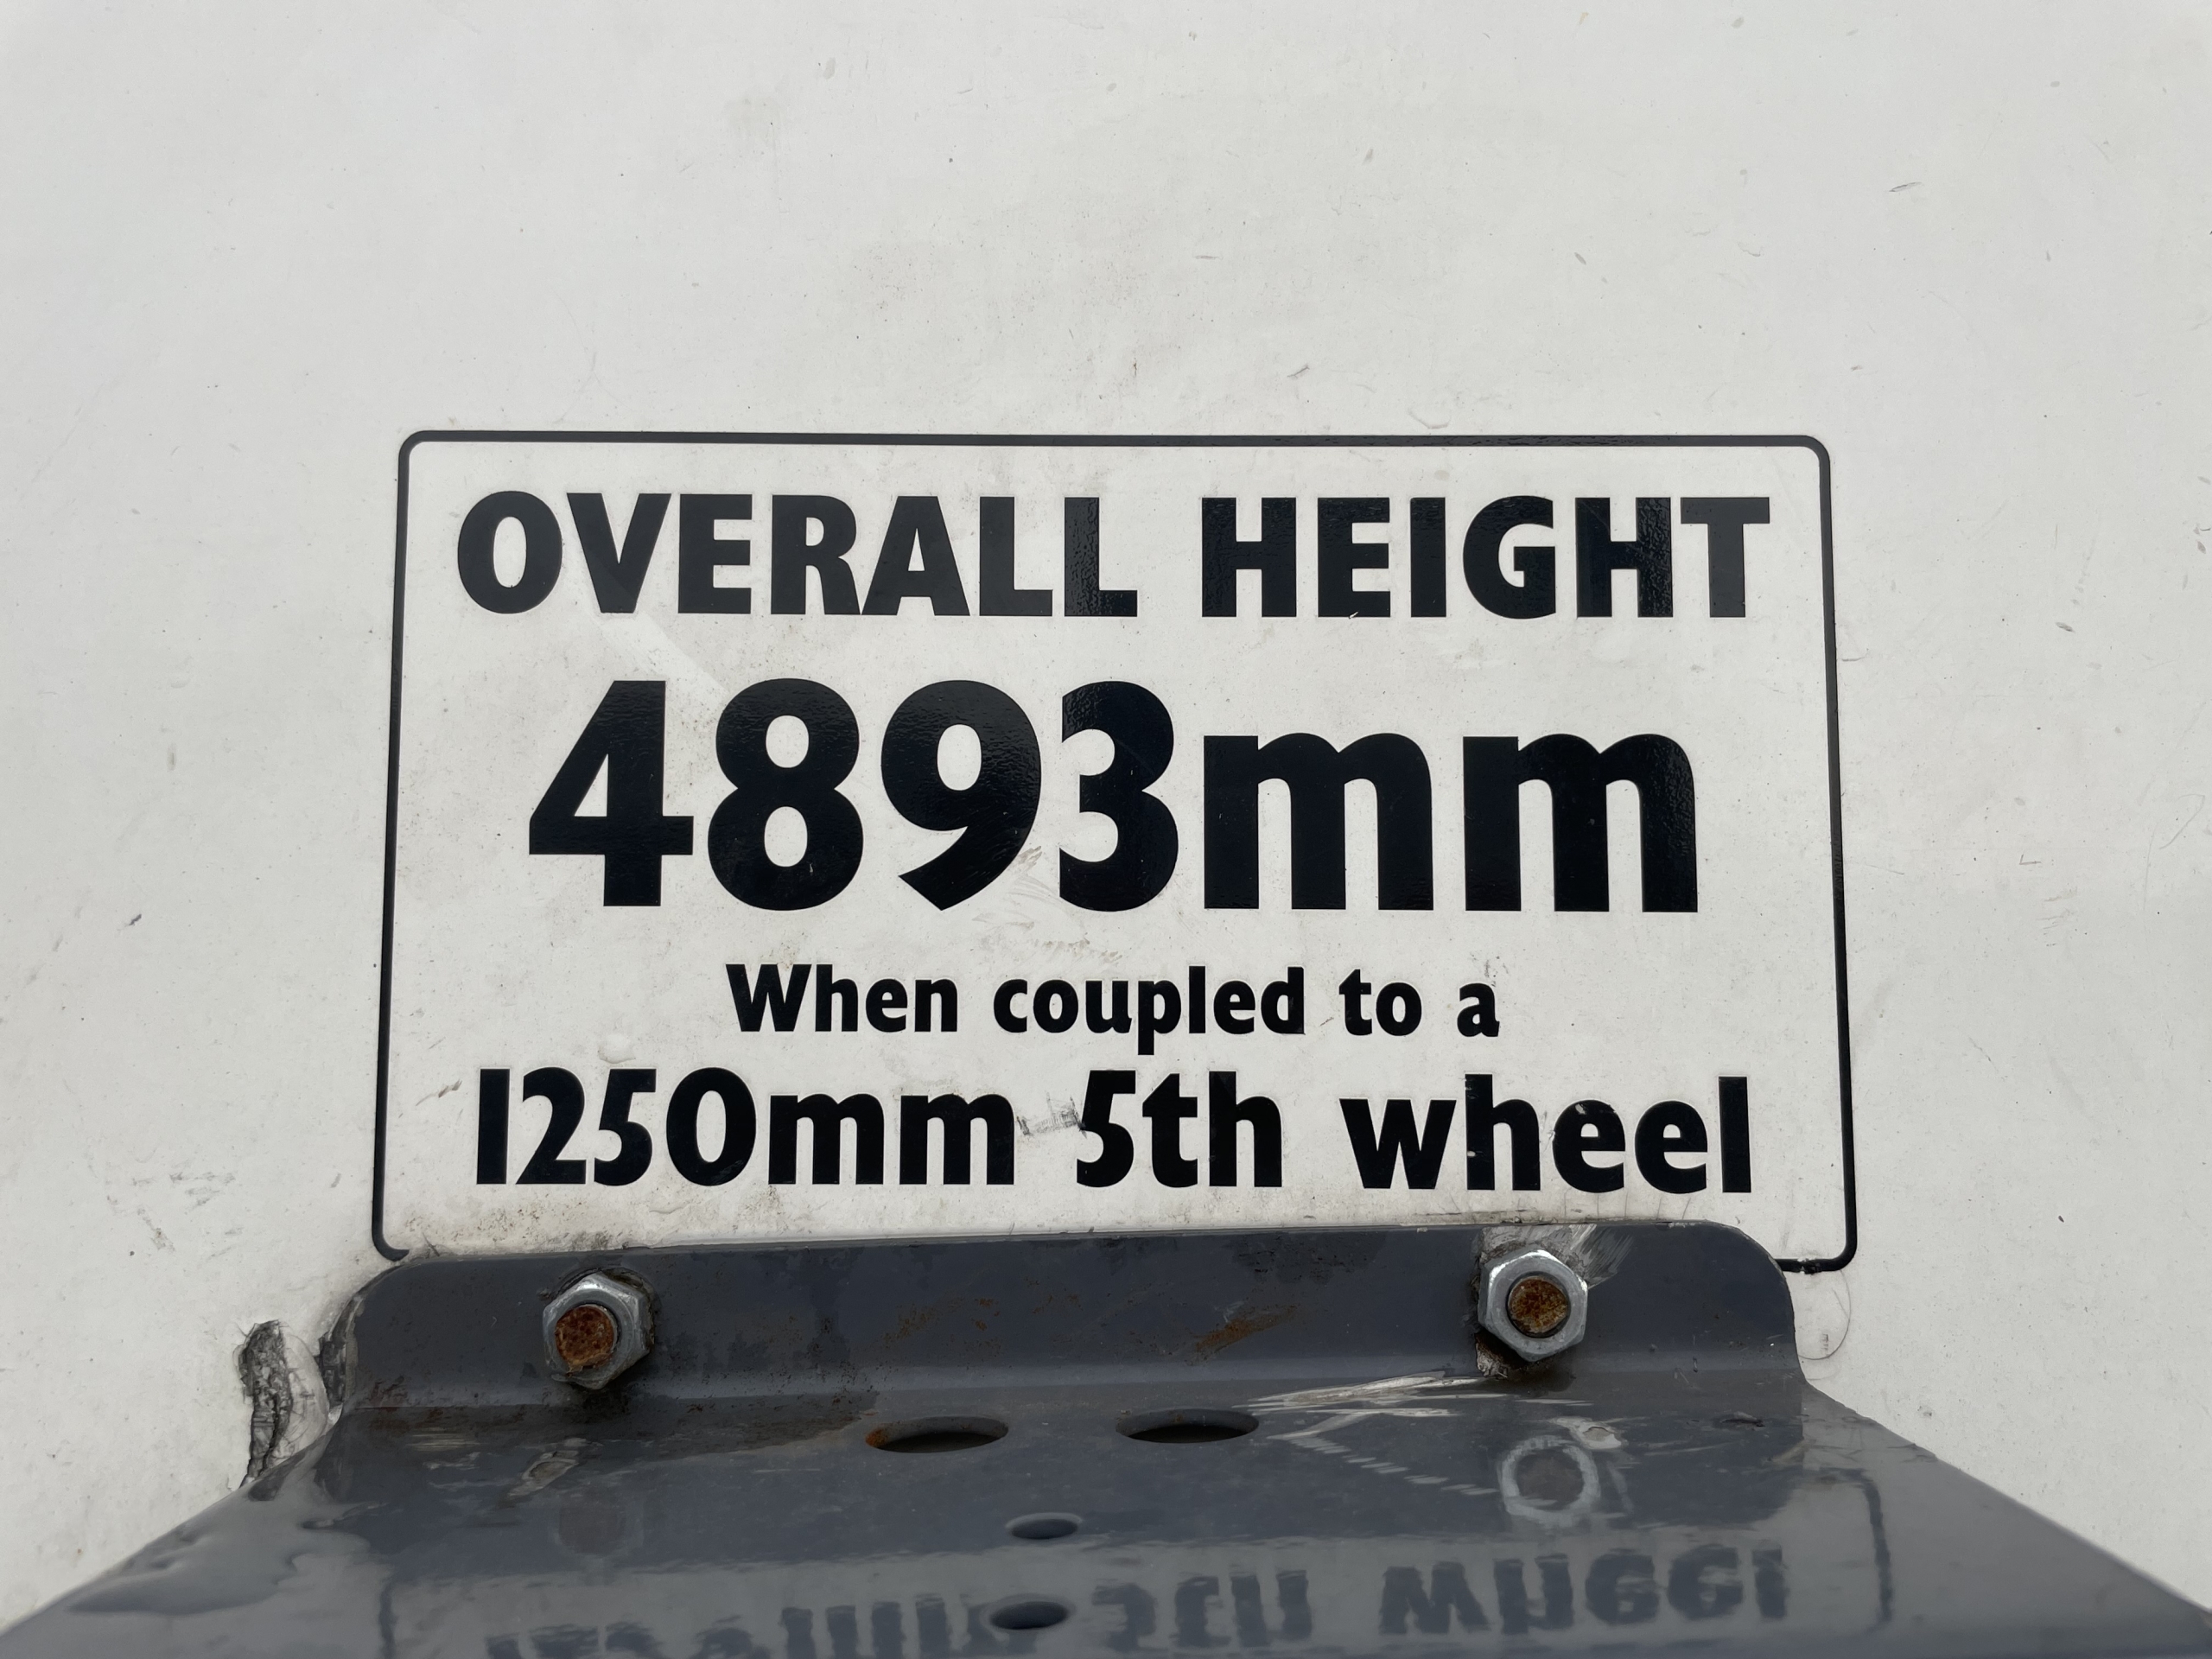 OVERALL HEIGHT
4893mm
When coupled to a
1250mm 5th wheel